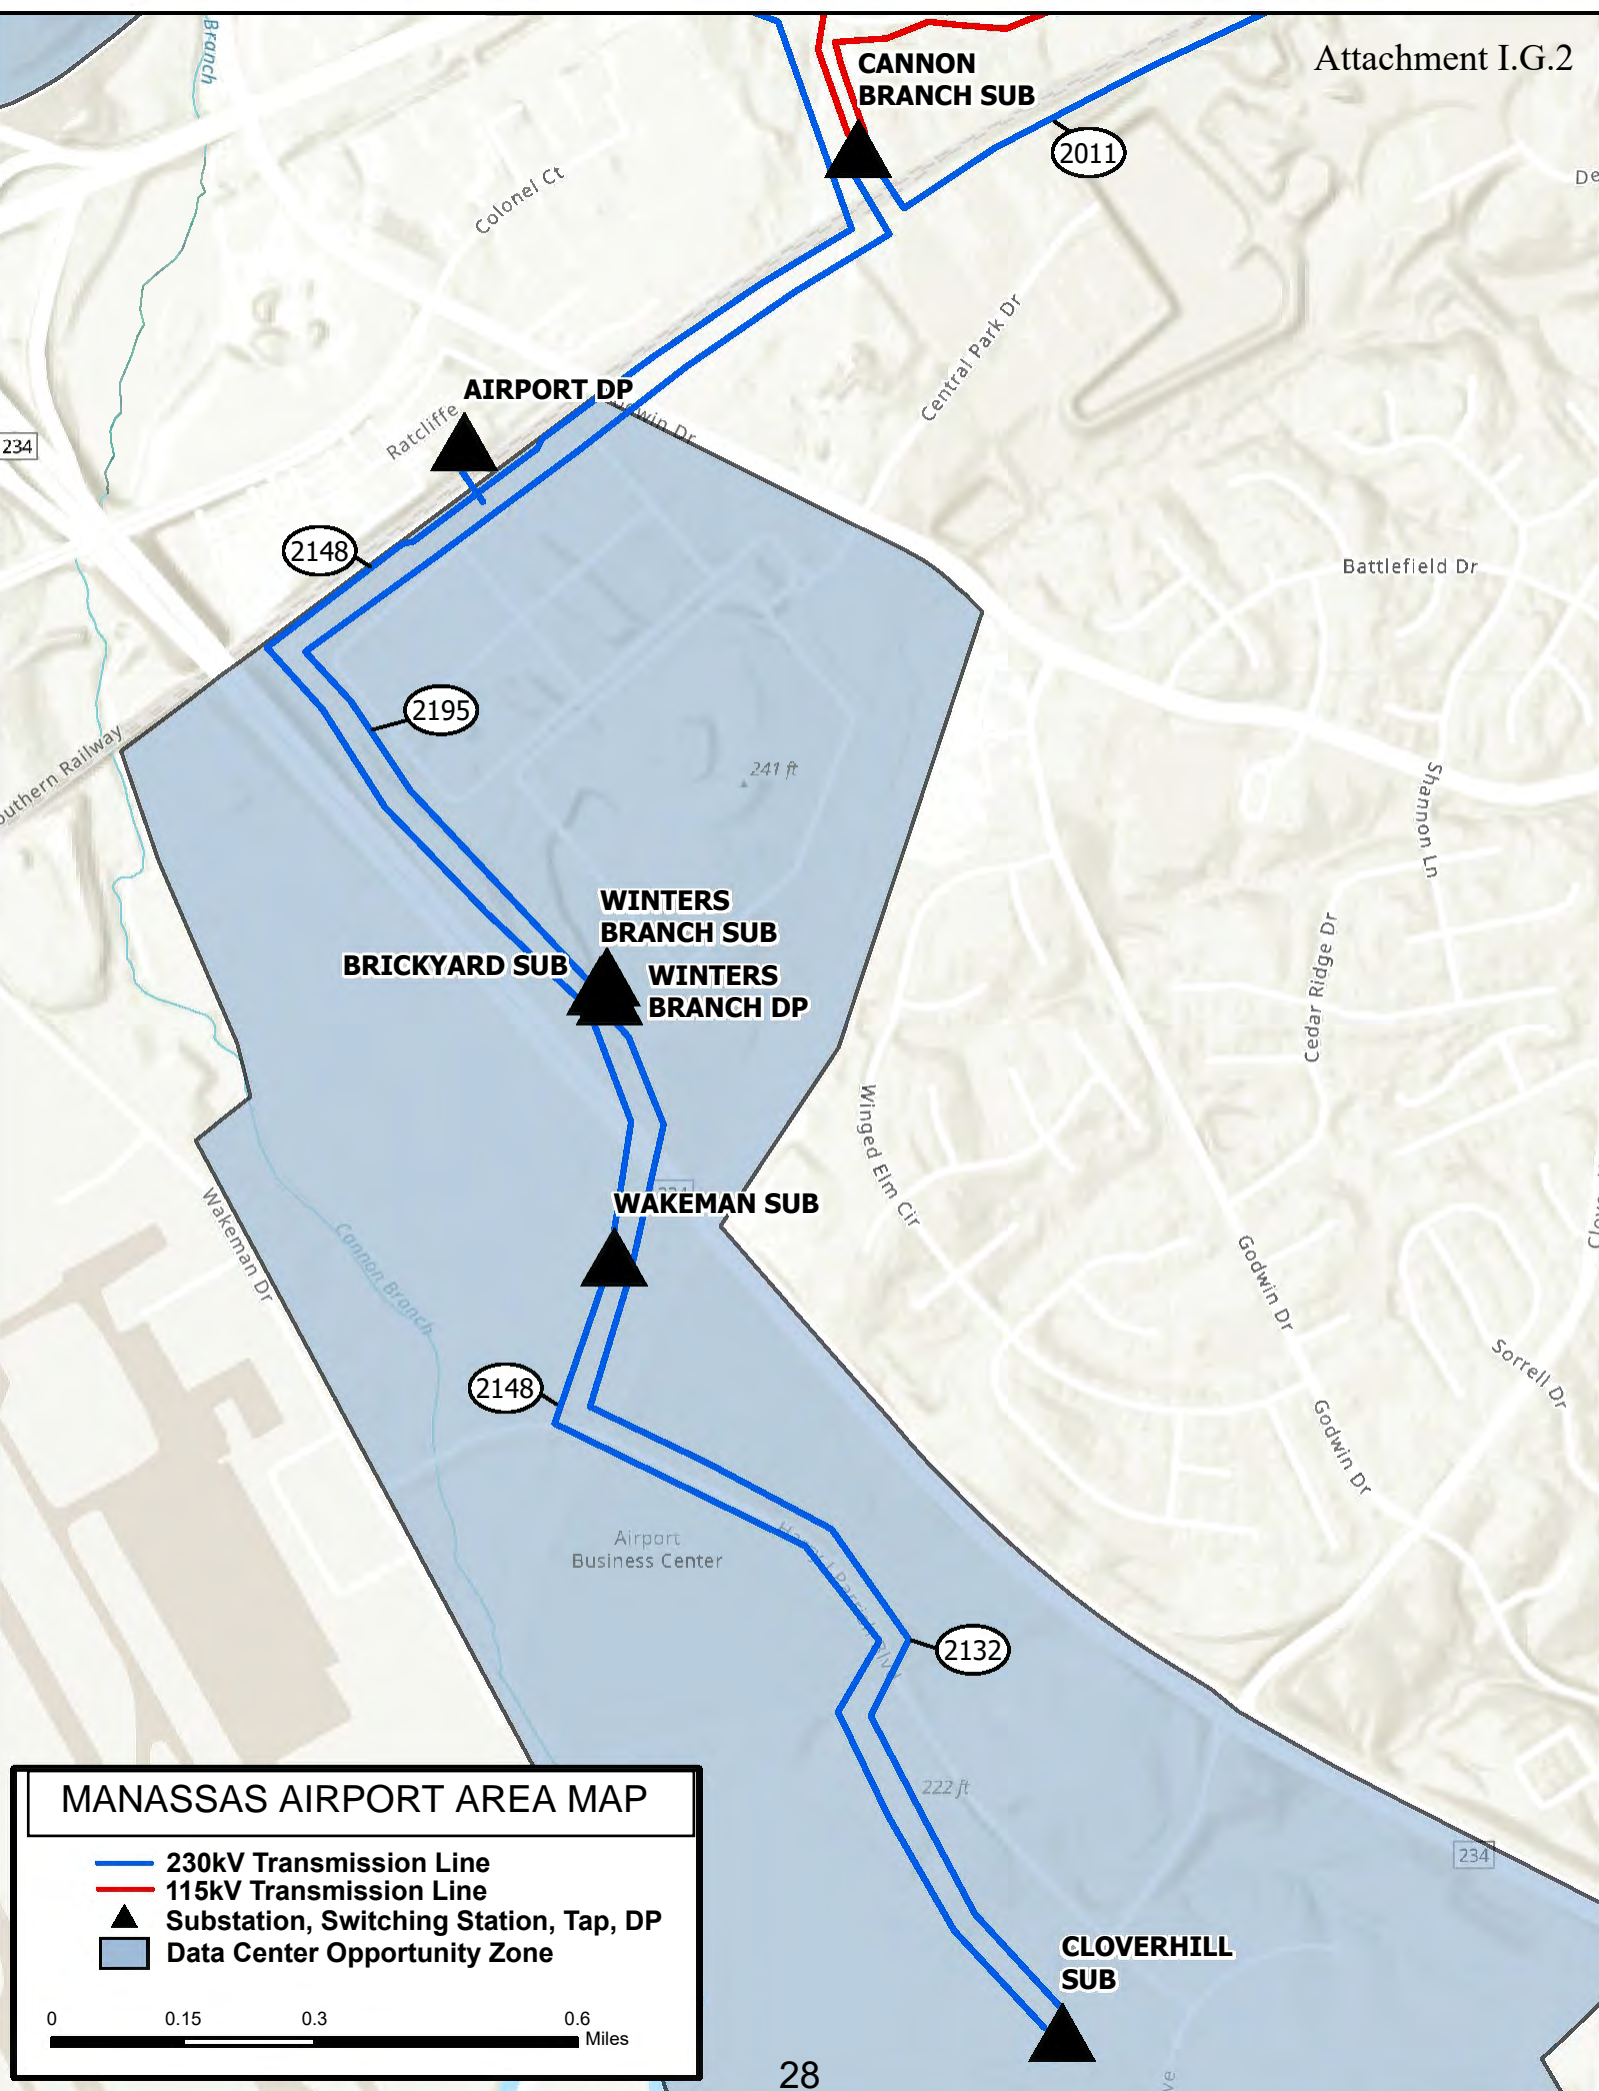 Attachment I.G.2
Branch
CANNON
BRANCH SUB
2011
Colonel Ct
Central Park Dr
AIRPORT DP
Ratcliffe
234
2148
Battlefield Dr
2195
241 ft
Shannon Ln
WINTERS
BRANCH SUB
BRICKYARD SUB
WINTERS
BRANCH DP
Cedar Ridge Dr
Winged Elm Cir
WAKEMAN SUB
Wakeman Dr
Cannon Branch
Godwin Dr
Sorrell Dr
2148
Godwin Dr
Airport
Business Center
2132
222 ft
234
MANASSAS AIRPORT AREA MAP
230kV Transmission Line
115kV Transmission Line
Substation, Switching Station, Tap, DP
Data Center Opportunity Zone
0 0.15 0.3 0.6
Miles
CLOVERHILL
SUB
28